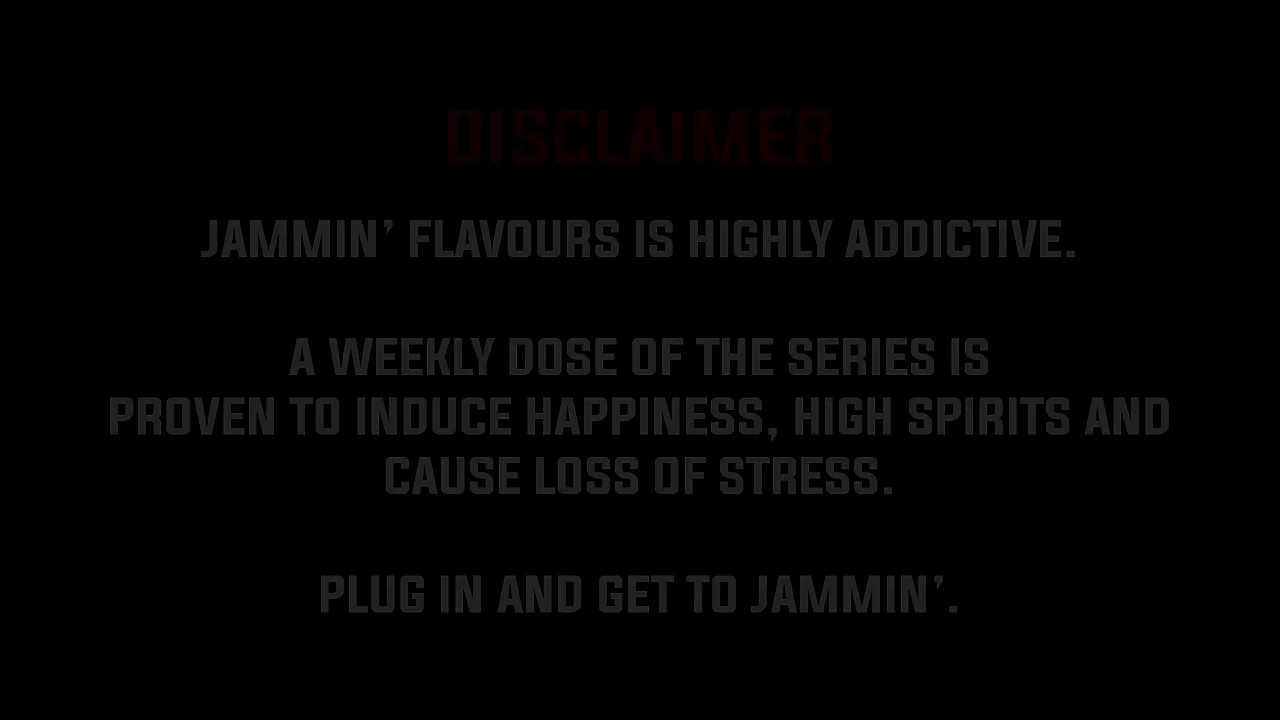 DISCLAIMER
JAMMIN' FLAVOURS IS HIGHLY ADDICTIVE.
A WEEKLY DOSE OF THE SERIES IS
PROVEN TO INDUCE HAPPINESS, HIGH SPIRITS AND
CAUSE LOSS OF STRESS.
PLUG IN AND GET TO JAMMIN'.